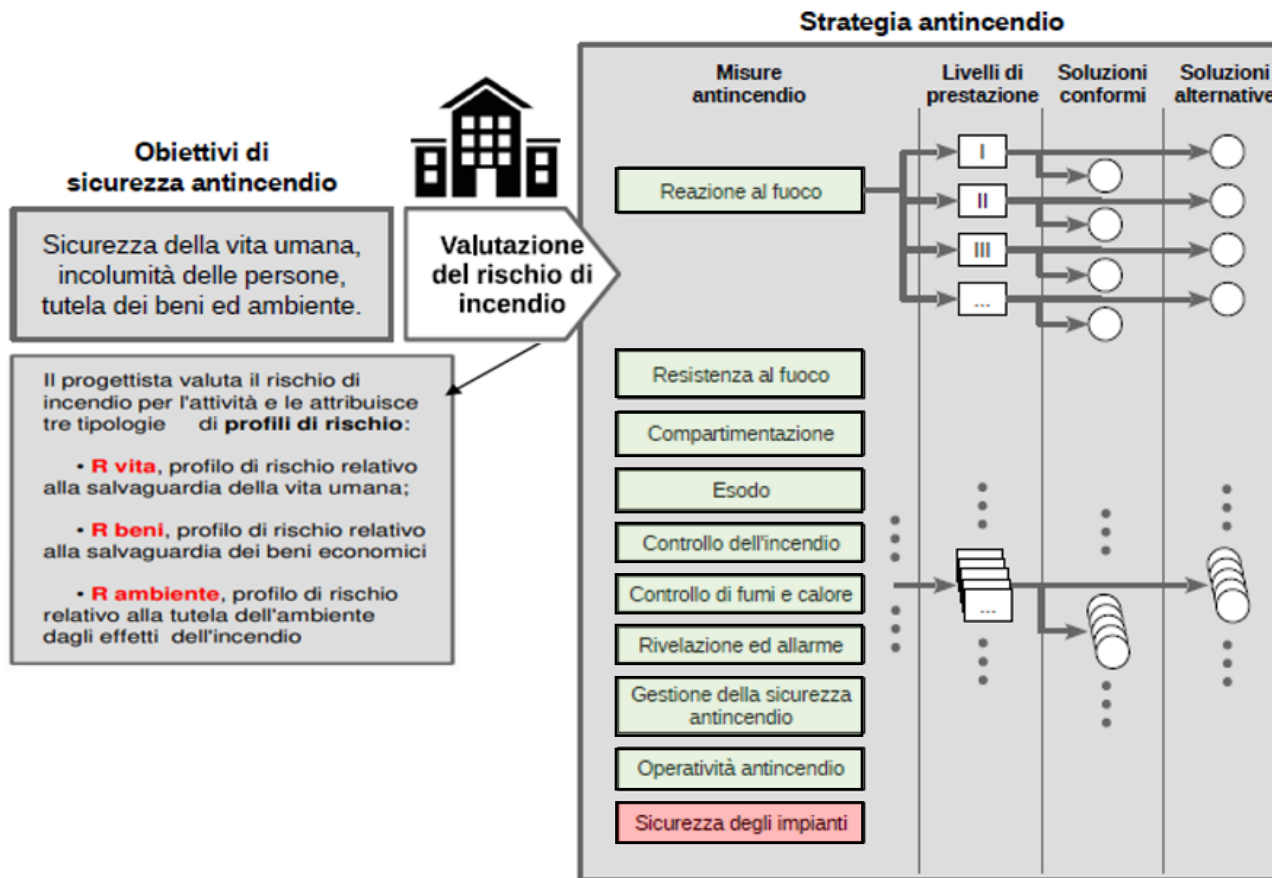 Strategia antincendio
Misure
antincendio
Livelli di
prestazione
Soluzioni
conformi
Soluzioni
alternative
Obiettivi di
sicurezza antincendio
Sicurezza della vita umana,
incolumità delle persone,
tutela dei beni ed ambiente.
Valutazione
del rischio di
incendio
Il progettista valuta il rischio di
incendio per l'attività e le attribuisce
tre tipologie di profili di rischio:
• R vita, profilo di rischio relativo
alla salvaguardia della vita umana;
• R beni, profilo di rischio relativo
alla salvaguardia dei beni economici
• R ambiente, profilo di rischio
relativo alla tutela dell'ambiente
dagli effetti dell'incendio
Reazione al fuoco
I
II
III
...
Resistenza al fuoco
Compartimentazione
Esodo
Controllo dell'incendio
Controllo di fumi e calore
...
Rivelazione ed allarme
Gestione della sicurezza
antincendio
Operatività antincendio
Sicurezza degli impianti